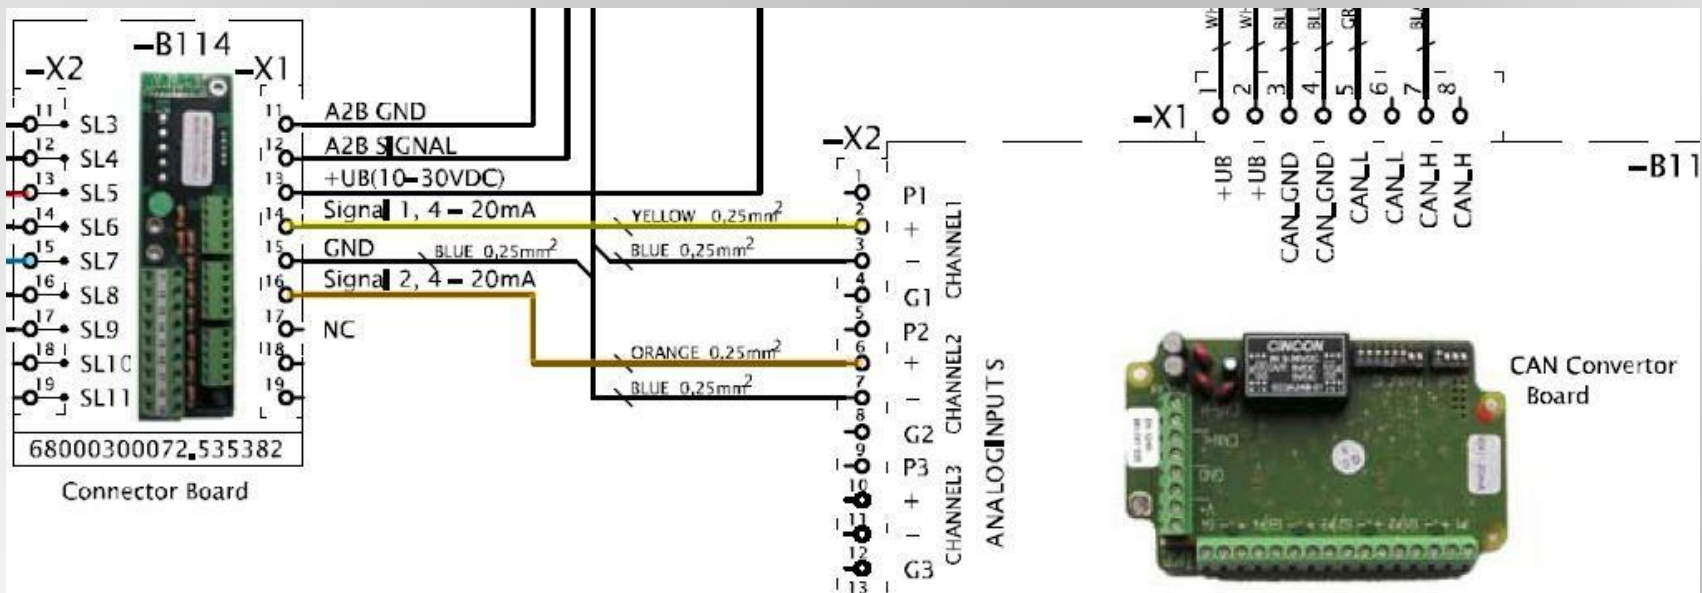 -B114
-X2
-X1
11 SL3
12 SL4
13 SL5
14 SL6
15 SL7
16 SL8
17 SL9
18 SL10
19 SL11
11 A2B GND
12 A2B SIGNAL
13 +UB(10-30VDC)
14 Signal 1, 4 - 20mA
15 GND
16 Signal 2, 4 - 20mA
17 NC
18
19
68000300072.535382
Connector Board
YELLOW 0,25mm²
BLUE 0,25mm²
BLUE 0,25mm²
ORANGE 0,25mm²
BLUE 0,25mm²
-X2
1 P1
2 +
3 -
4 G1
5 P2
6 +
7 -
8 G2
9 P3
10 +
11 -
12 G3
13
CHANNEL1
CHANNEL2
CHANNEL3
ANALOG INPUTS
-X1
1 2 3 4 5 6 7 8
+UB
+UB
CAN_GND
CAN_GND
CAN_L
CAN_L
CAN_H
CAN_H
-B11
CINCON
CAN Convertor
Board